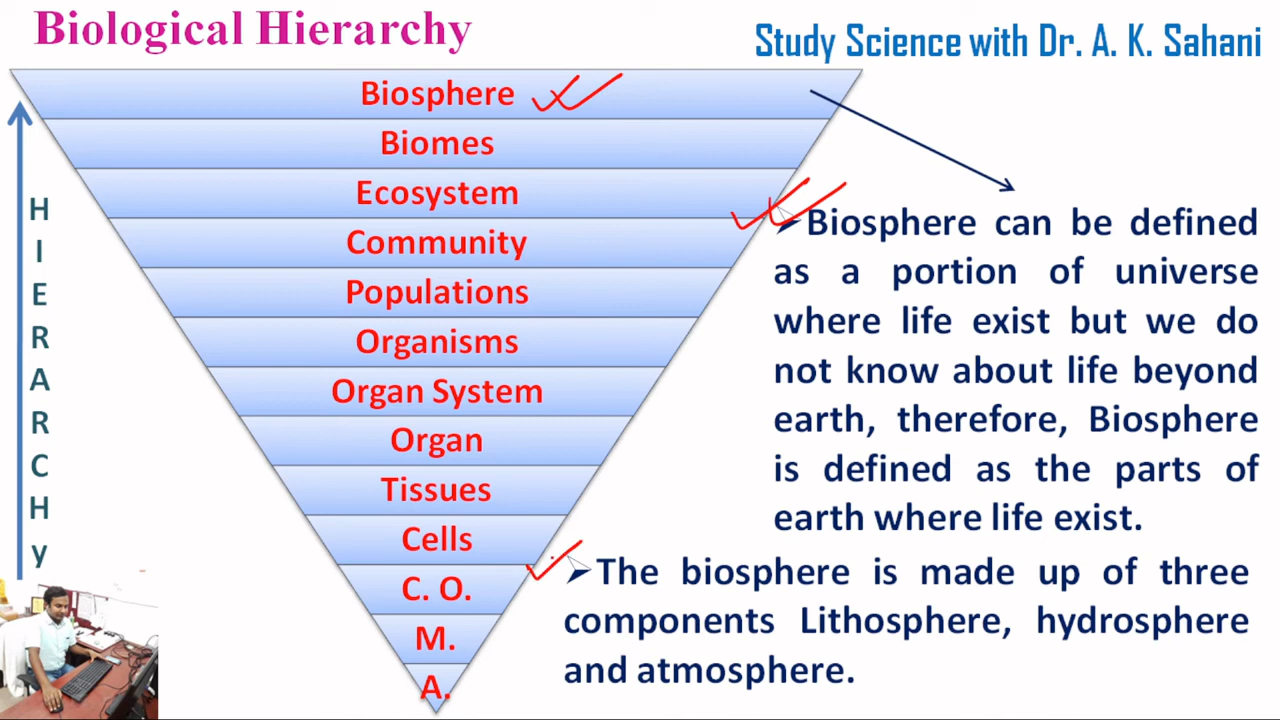 Biological Hierarchy
Study Science with Dr. A. K. Sahani
HIERARCHy
Biosphere
Biomes
Ecosystem
Community
Populations
Organisms
Organ System
Organ
Tissues
Cells
C. O.
M.
A.
Biosphere can be defined
as a portion of universe
where life exist but we do
not know about life beyond
earth, therefore, Biosphere
is defined as the parts of
earth where life exist.
The biosphere is made up of three
components Lithosphere, hydrosphere
and atmosphere.